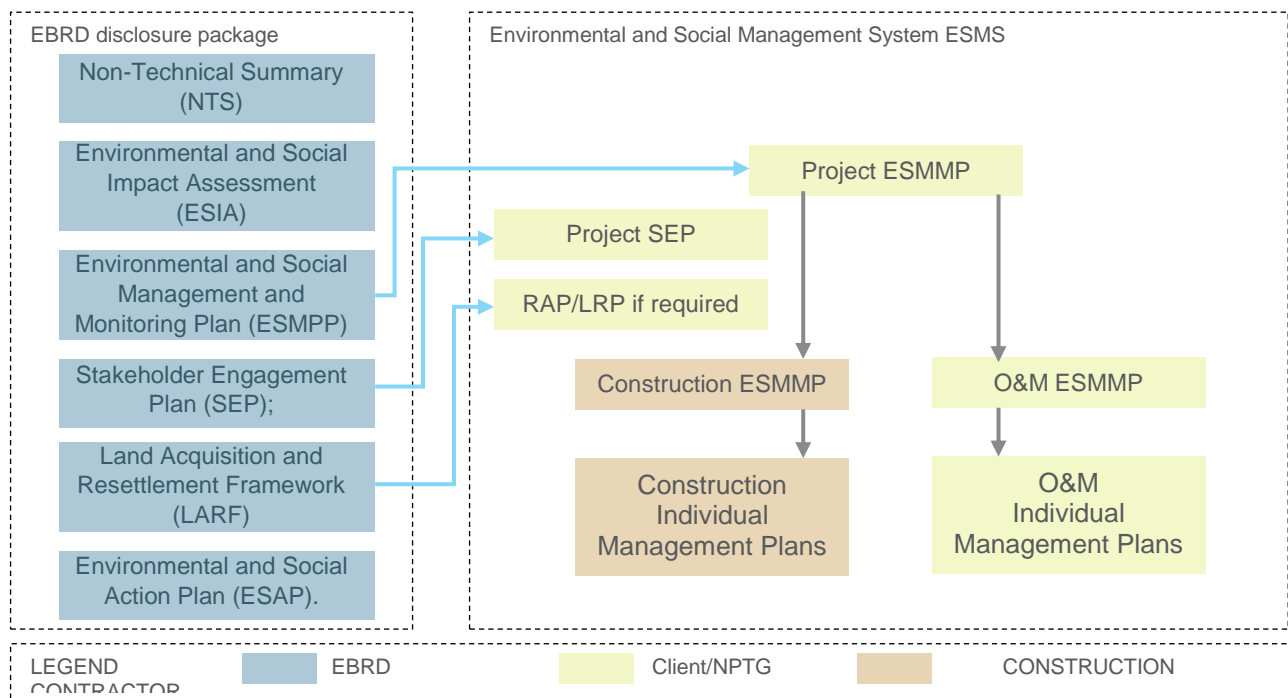 EBRD disclosure package
Non-Technical Summary
(NTS)
Environmental and Social
Impact Assessment
(ESIA)
Environmental and Social
Management and
Monitoring Plan (ESMPP)
Stakeholder Engagement
Plan (SEP);
Land Acquisition and
Resettlement Framework
(LARF)
Environmental and Social
Action Plan (ESAP).
Environmental and Social Management System ESMS
Project ESMMP
Project SEP
RAP/LRP if required
Construction ESMMP
O&M ESMMP
Construction
Individual
Management Plans
O&M
Individual
Management Plans
LEGEND EBRD Client/NPTG CONSTRUCTION
CONTRACTOR